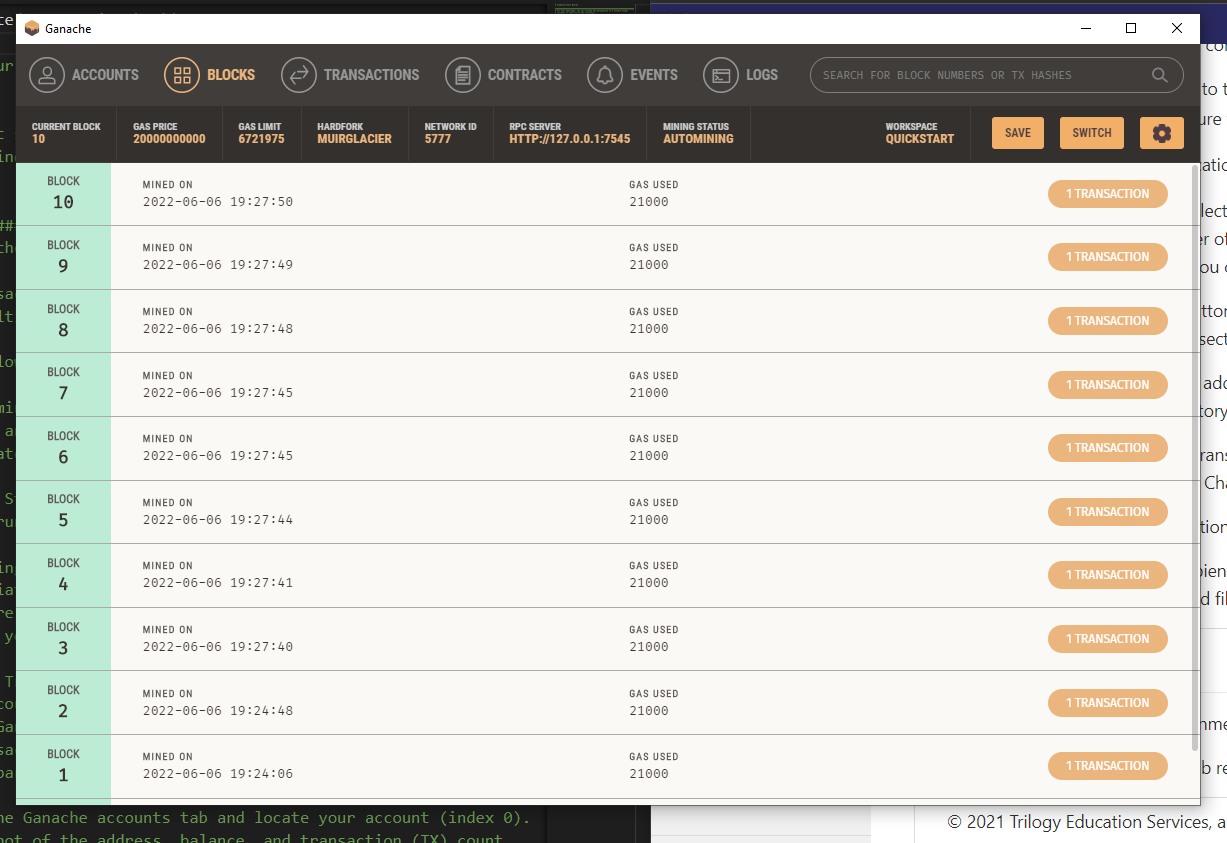 Ganache
ACCOUNTS BLOCKS TRANSACTIONS CONTRACTS EVENTS LOGS SEARCH FOR BLOCK NUMBERS OR TX HASHES
CURRENT BLOCK GAS PRICE GAS LIMIT HARDFORK NETWORK ID RPC SERVER MINING STATUS WORKSPACE
10 20000000000 6721975 MUIRGLACIER 5777 HTTP://127.0.0.1:7545 AUTOMINING QUICKSTART SAVE SWITCH
BLOCK MINED ON GAS USED
10 2022-06-06 19:27:50 21000 1 TRANSACTION
BLOCK MINED ON GAS USED
9 2022-06-06 19:27:49 21000 1 TRANSACTION
BLOCK MINED ON GAS USED
8 2022-06-06 19:27:48 21000 1 TRANSACTION
BLOCK MINED ON GAS USED
7 2022-06-06 19:27:45 21000 1 TRANSACTION
BLOCK MINED ON GAS USED
6 2022-06-06 19:27:45 21000 1 TRANSACTION
BLOCK MINED ON GAS USED
5 2022-06-06 19:27:44 21000 1 TRANSACTION
BLOCK MINED ON GAS USED
4 2022-06-06 19:27:41 21000 1 TRANSACTION
BLOCK MINED ON GAS USED
3 2022-06-06 19:27:40 21000 1 TRANSACTION
BLOCK MINED ON GAS USED
2 2022-06-06 19:24:48 21000 1 TRANSACTION
BLOCK MINED ON GAS USED
1 2022-06-06 19:24:06 21000 1 TRANSACTION
Ganache accounts tab and locate your account (index 0).
of the address, balance, and transaction (TX) count
© 2021 Trilogy Education Services, a